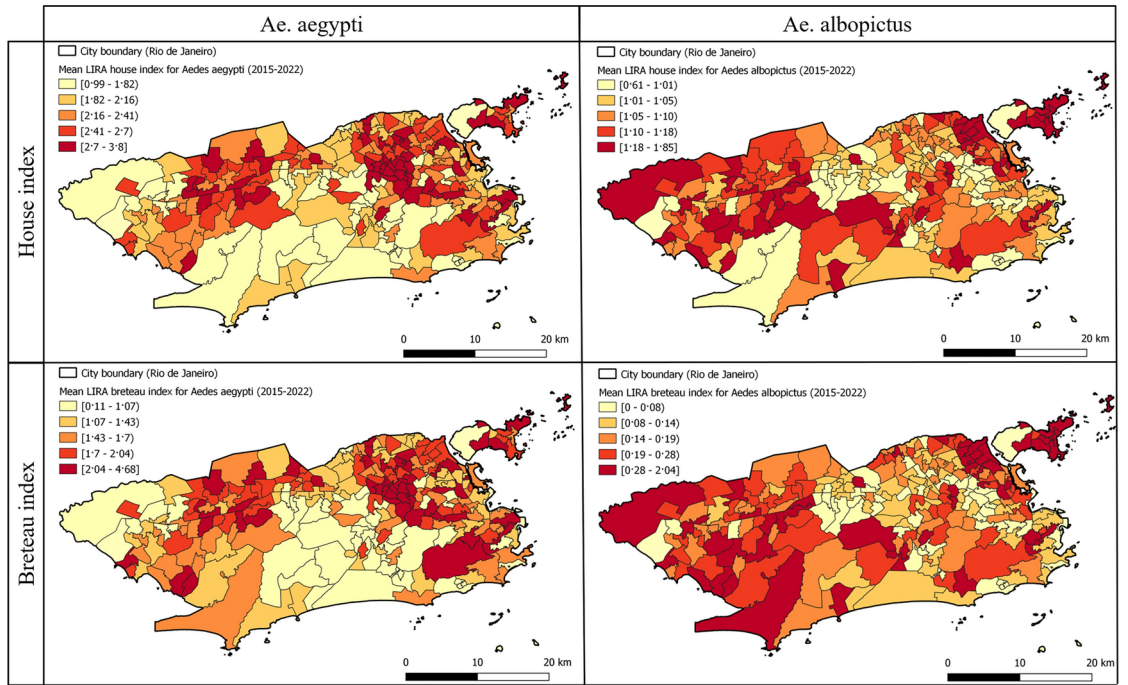 Ae. aegypti
Ae. albopictus
House index
City boundary (Rio de Janeiro)
Mean LIRA house index for Aedes aegypti (2015-2022)
[0·99 - 1·82)
[1·82 - 2·16)
[2·16 - 2·41)
[2·41 - 2·7)
[2·7 - 3·8]
0 10 20 km
City boundary (Rio de Janeiro)
Mean LIRA house index for Aedes albopictus (2015-2022)
[0·61 - 1·01)
[1·01 - 1·05)
[1·05 - 1·10)
[1·10 - 1·18)
[1·18 - 1·85]
0 10 20 km
Breteau index
City boundary (Rio de Janeiro)
Mean LIRA breteau index for Aedes aegypti (2015-2022)
[0·11 - 1·07)
[1·07 - 1·43)
[1·43 - 1·7)
[1·7 - 2·04)
[2·04 - 4·68]
0 10 20 km
City boundary (Rio de Janeiro)
Mean LIRA breteau index for Aedes albopictus (2015-2022)
[0 - 0·08)
[0·08 - 0·14)
[0·14 - 0·19)
[0·19 - 0·28)
[0·28 - 2·04]
0 10 20 km